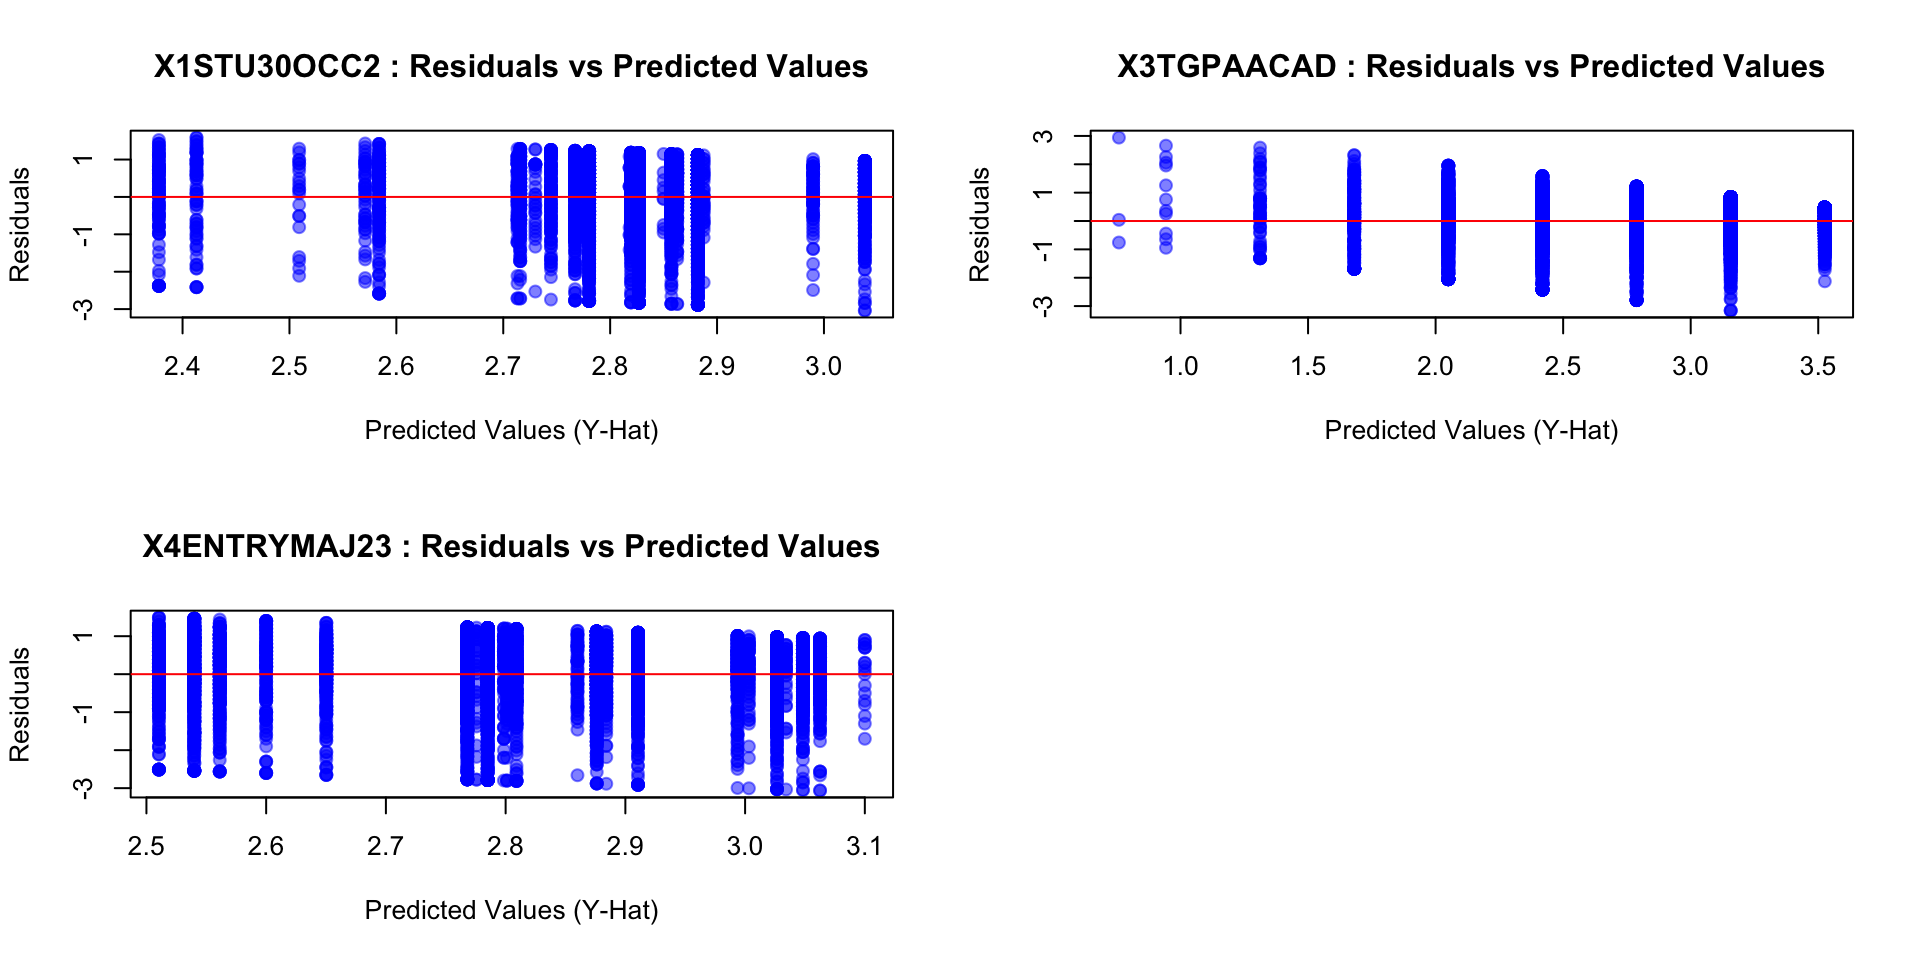 X1STU30OCC2 : Residuals vs Predicted Values
Residuals
1
-1
-3
2.4 2.5 2.6 2.7 2.8 2.9 3.0
Predicted Values (Y-Hat)
X3TGPAACAD : Residuals vs Predicted Values
Residuals
3
1
-1
-3
1.0 1.5 2.0 2.5 3.0 3.5
Predicted Values (Y-Hat)
X4ENTRYMAJ23 : Residuals vs Predicted Values
Residuals
1
-1
-3
2.5 2.6 2.7 2.8 2.9 3.0 3.1
Predicted Values (Y-Hat)